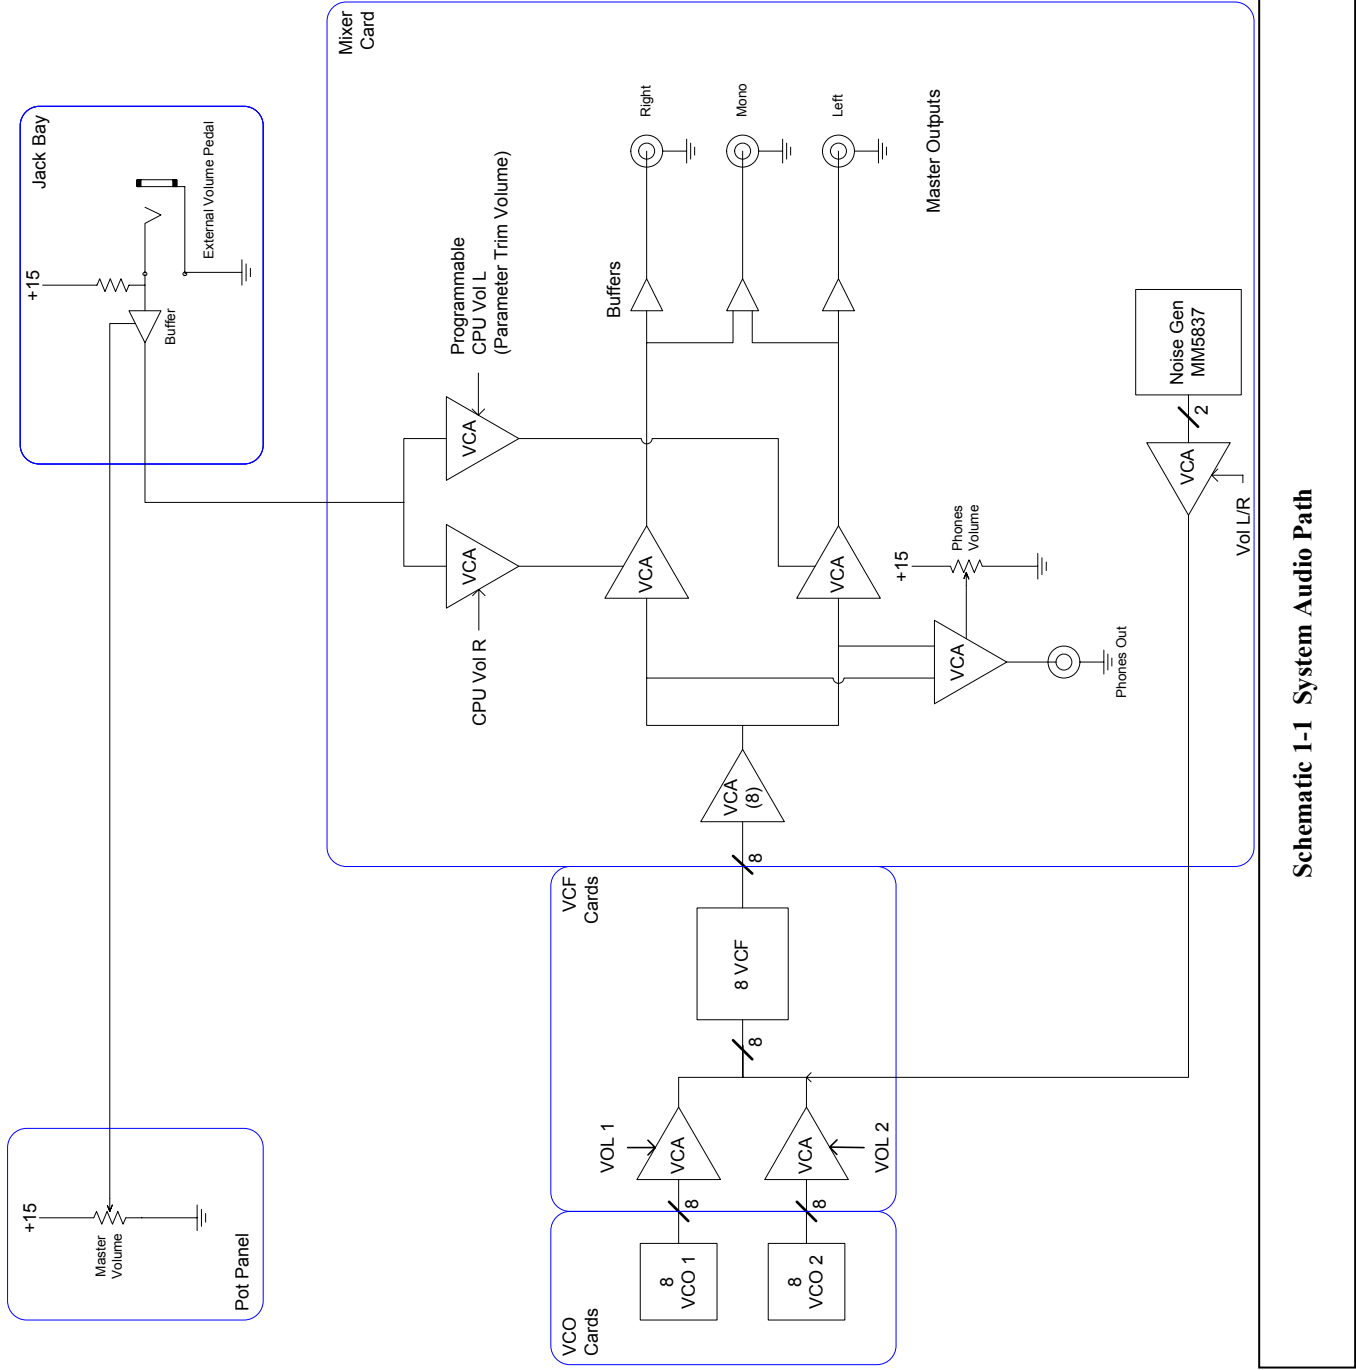 Pot Panel
+15
Master
Volume
Jack Bay
+15
Buffer
External Volume Pedal
Mixer
Card
Programmable
CPU Vol L
(Parameter Trim Volume)
VCA
VCA
CPU Vol R
VCA
VCA
Buffers
Right
Mono
Left
Master Outputs
+15
Phones
Volume
VCA
Phones Out
VCA
(8)
8
VCF
Cards
8 VCF
8
VOL 1
VCA
VCA
VOL 2
8
8
VCO
Cards
8
VCO 1
8
VCO 2
Noise Gen
MM5837
2
VCA
Vol L/R
Schematic 1-1 System Audio Path